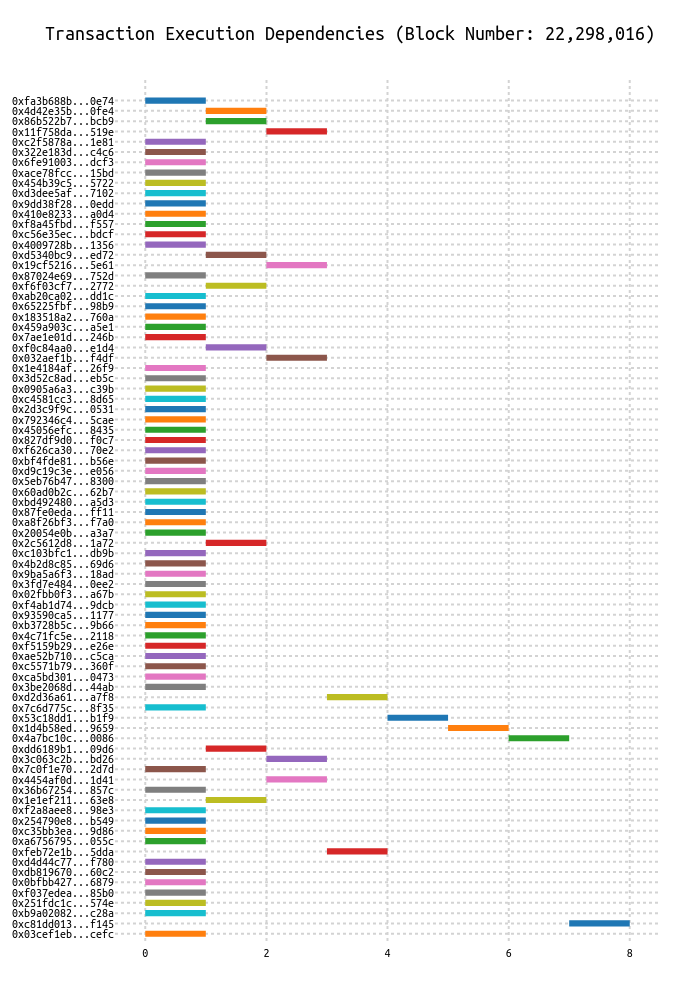 Transaction Execution Dependencies (Block Number: 22,298,016)
0xfa3b688b...0e74
0x4d42e35b...0fe4
0x86b522b7...bcb9
0x11f758da...519e
0xc2f5878a...1e81
0x322e183d...c4c6
0x6fe91003...dcf3
0xace78fcc...15bd
0x454b39c5...5722
0xd3dee5af...7102
0x9dd38f28...0edd
0x410e8233...a0d4
0xf8a45fbd...f557
0xc56e35ec...bdcf
0x4009728b...1356
0xd5340bc9...ed72
0x19cf5216...5e61
0x87024e69...752d
0xf6f03cf7...2772
0xab20ca02...dd1c
0x65225fbf...98b9
0x183518a2...760a
0x459a903c...a5e1
0x7ae1e01d...246b
0xf0c84aa0...e1d4
0x032aef1b...f4df
0x1e4184af...26f9
0x3d52c8ad...eb5c
0x0905a6a3...c39b
0xc4581cc3...8d65
0x2d3c9f9c...0531
0x792346c4...5cae
0x45056efc...8435
0x827df9d0...f0c7
0xf626ca30...70e2
0xbf4fde81...b56e
0xd9c19c3e...e056
0x5eb76b47...8300
0x60ad0b2c...62b7
0xbd492480...a5d3
0x87fe0eda...ff11
0xa8f26bf3...f7a0
0x20054e0b...a3a7
0x2c5612d8...1a72
0xc103bfc1...db9b
0x4b2d8c85...69d6
0x9ba5a6f3...18ad
0x3fd7e484...0ee2
0x02fbb0f3...a67b
0xf4ab1d74...9dcb
0x93590ca5...1177
0xb3728b5c...9b66
0x4c71fc5e...2118
0xf5159b29...e26e
0xae52b710...c5ca
0xc5571b79...360f
0xca5bd301...0473
0x3be2068d...44ab
0xd2d36a61...a7f8
0x7c6d775c...8f35
0x53c18dd1...b1f9
0x1d4b58ed...9659
0x4a7bc10c...0086
0xdd6189b1...09d6
0x3c063c2b...bd26
0x7c0f1e70...2d7d
0x4454af0d...1d41
0x36b67254...857c
0x1e1ef211...63e8
0xf2a8aee8...98e3
0x254790e8...b549
0xc35bb3ea...9d86
0xa6756795...055c
0xfeb72e1b...5dda
0xd4d44c77...f780
0xdb819670...60c2
0x0bfbb427...6879
0xf037edea...85b0
0x251fdc1c...574e
0xb9a02082...c28a
0xc81dd013...f145
0x03cef1eb...cefc
0 2 4 6 8